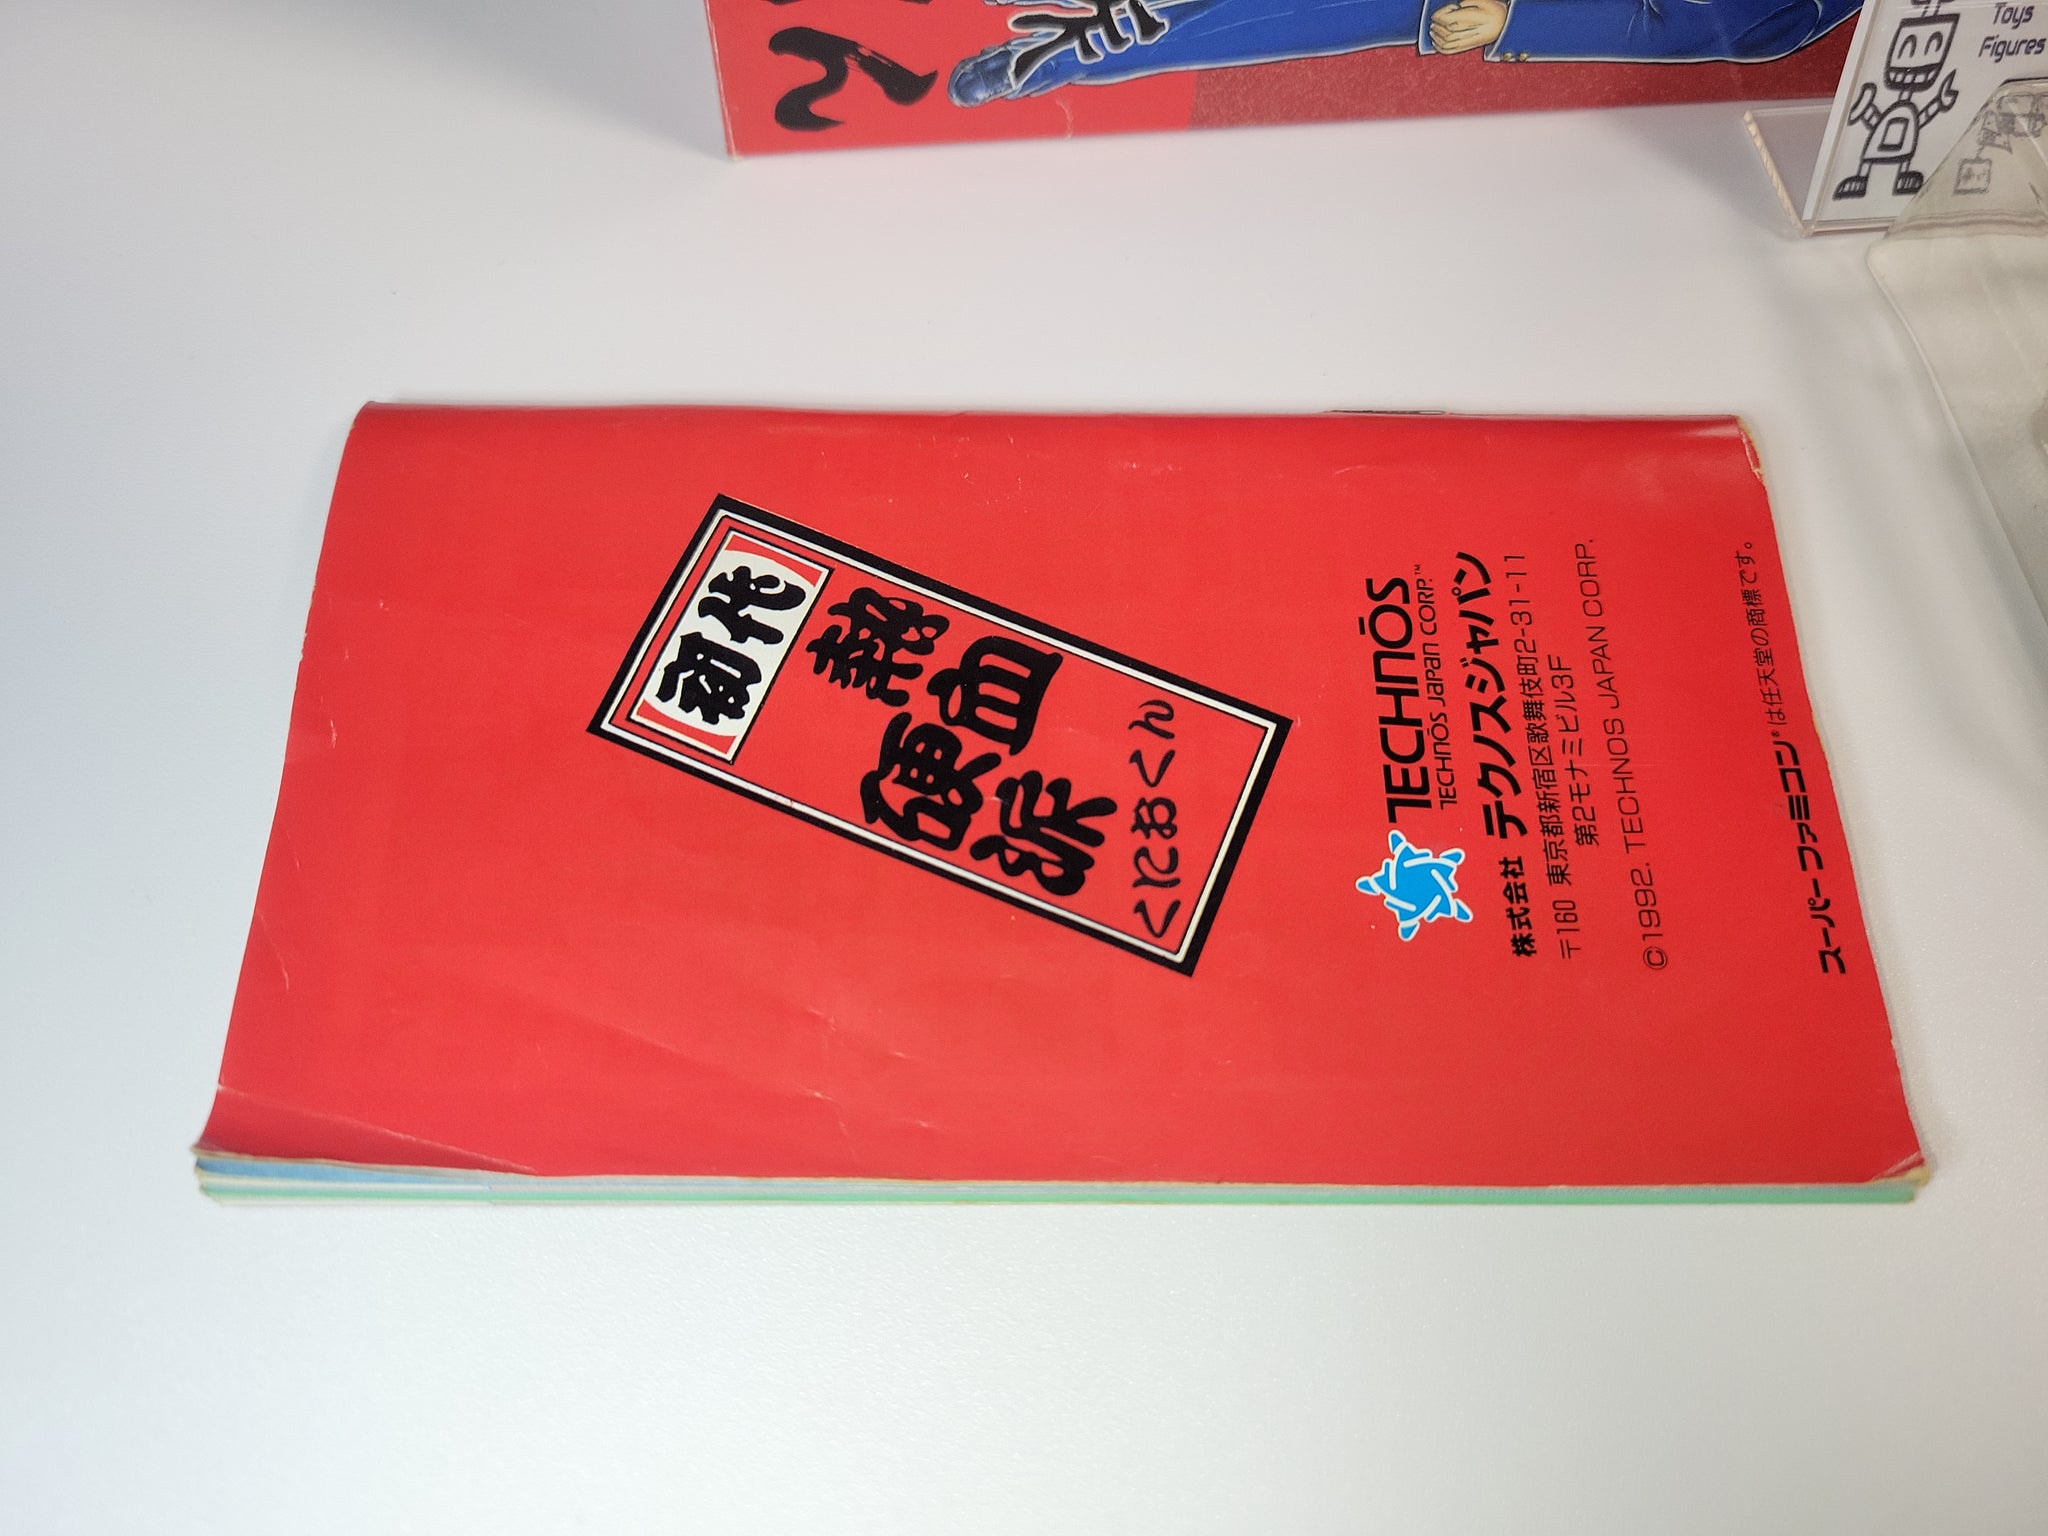 ん
派
Toys
Figures
初代
熱血
硬派
くにおくん
TECHNŌS
TECHNŌS JAPAN CORP.™
株式会社 テクノスジャパン
〒160 東京都新宿区歌舞伎町2-31-11
第2モナミビル3F
©1992. TECHNOS JAPAN CORP.
スーパーファミコン®は任天堂の商標です。